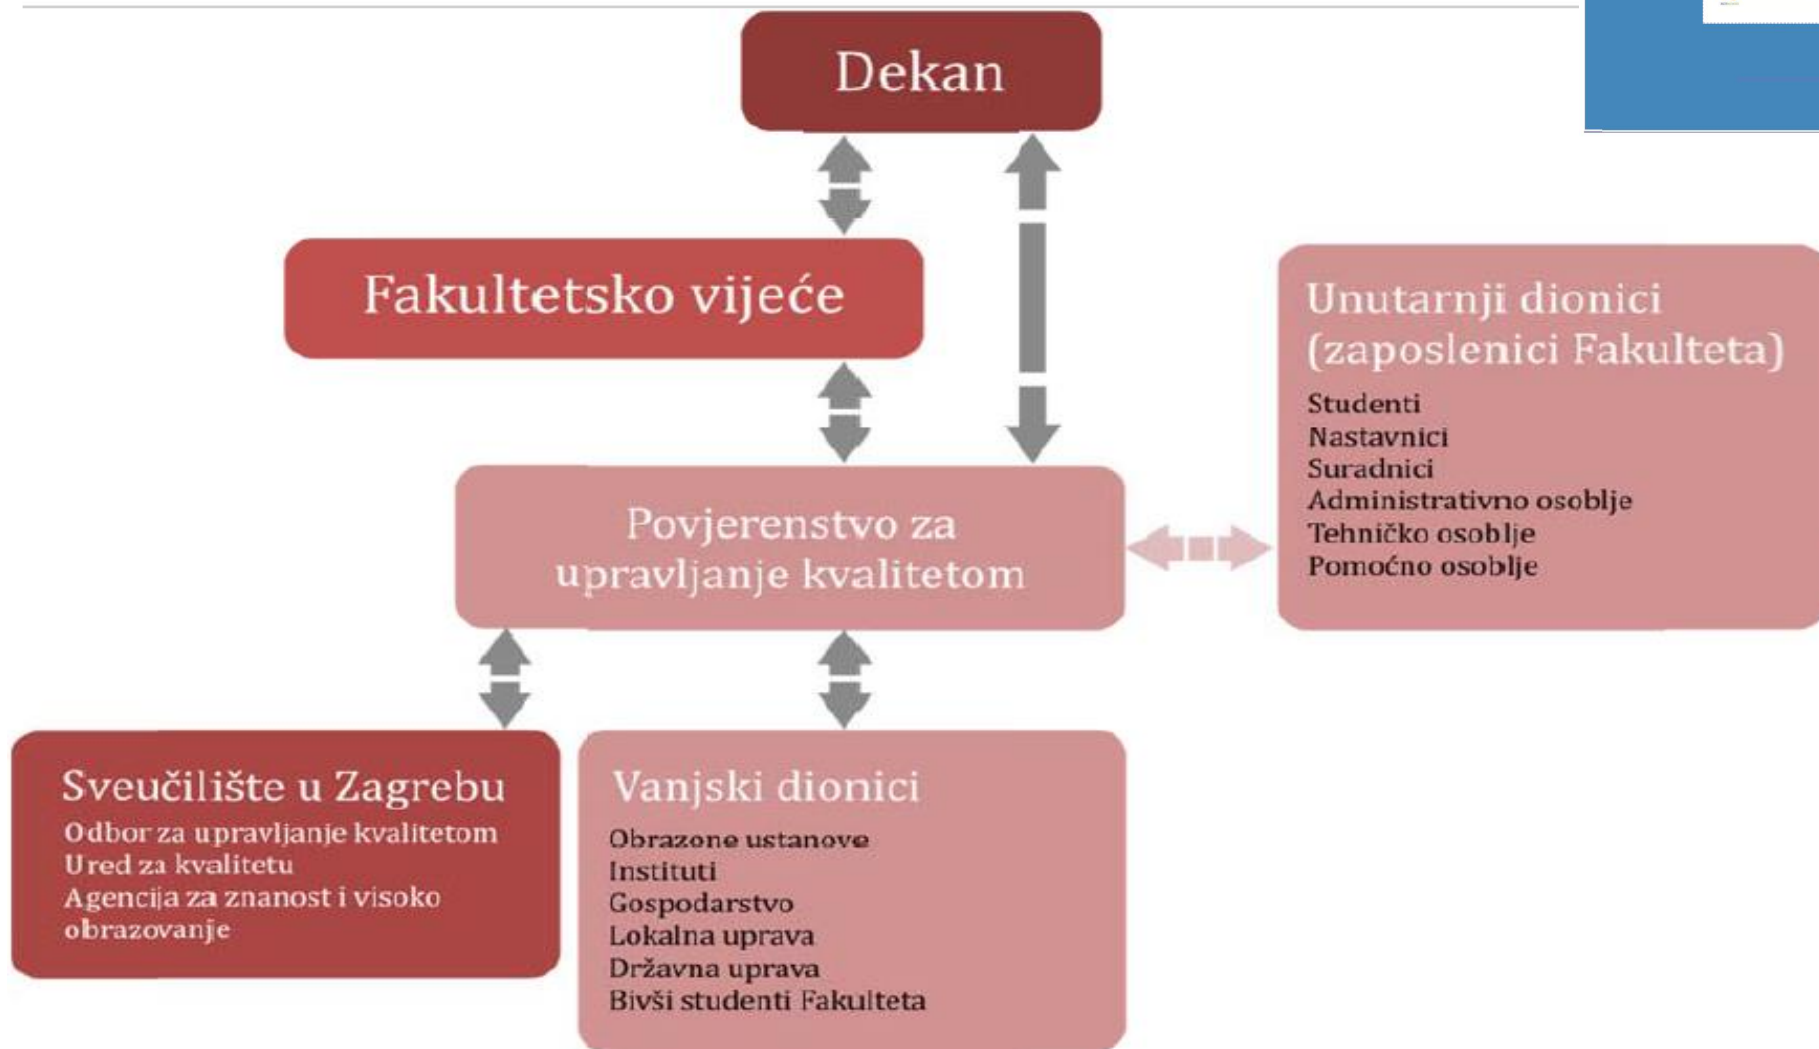 Dekan
Fakultetsko vijeće
Unutarnji dionici
(zaposlenici Fakulteta)
Studenti
Nastavnici
Suradnici
Administrativno osoblje
Tehničko osoblje
Pomoćno osoblje
Povjerenstvo za
upravljanje kvalitetom
Sveučilište u Zagrebu
Odbor za upravljanje kvalitetom
Ured za kvalitetu
Agencija za znanost i visoko
obrazovanje
Vanjski dionici
Obrazone ustanove
Instituti
Gospodarstvo
Lokalna uprava
Državna uprava
Bivši studenti Fakulteta